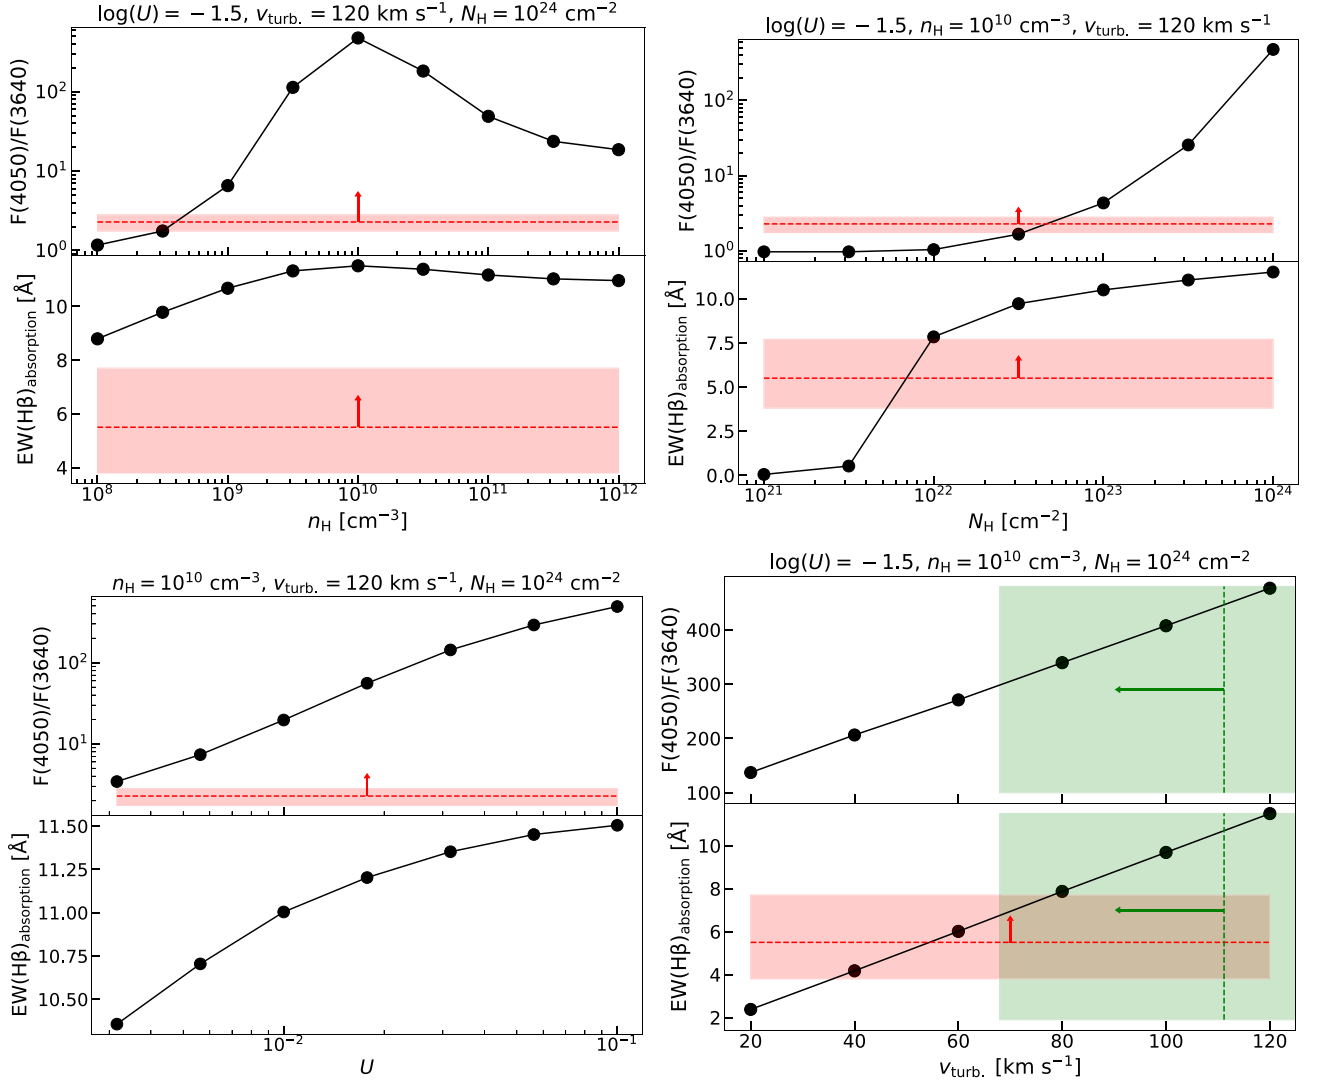 log(U) = −1.5, v_turb. = 120 km s⁻¹, N_H = 10²⁴ cm⁻²
F(4050)/F(3640)
10²
10¹
10⁰
EW(Hβ)_absorption [Å]
10
8
6
4
10⁸ 10⁹ 10¹⁰ 10¹¹ 10¹²
n_H [cm⁻³]
log(U) = −1.5, n_H = 10¹⁰ cm⁻³, v_turb. = 120 km s⁻¹
F(4050)/F(3640)
10²
10¹
10⁰
EW(Hβ)_absorption [Å]
10.0
7.5
5.0
2.5
0.0
10²¹ 10²² 10²³ 10²⁴
N_H [cm⁻²]
n_H = 10¹⁰ cm⁻³, v_turb. = 120 km s⁻¹, N_H = 10²⁴ cm⁻²
F(4050)/F(3640)
10²
10¹
EW(Hβ)_absorption [Å]
11.50
11.25
11.00
10.75
10.50
10⁻² 10⁻¹
U
log(U) = −1.5, n_H = 10¹⁰ cm⁻³, N_H = 10²⁴ cm⁻²
F(4050)/F(3640)
400
300
200
100
EW(Hβ)_absorption [Å]
10
8
6
4
2
20 40 60 80 100 120
v_turb. [km s⁻¹]